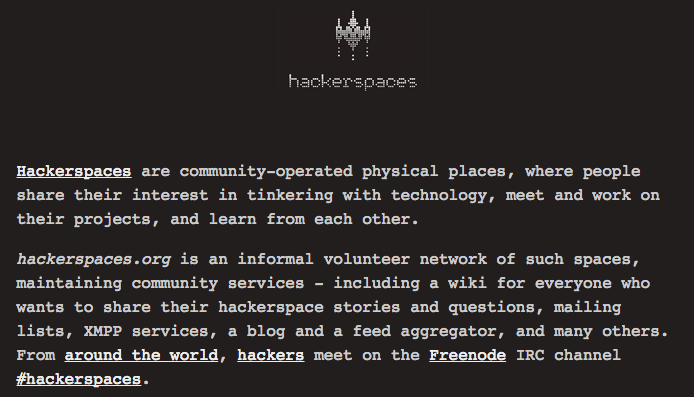 hackerspaces
Hackerspaces are community-operated physical places, where people
share their interest in tinkering with technology, meet and work on
their projects, and learn from each other.
hackerspaces.org is an informal volunteer network of such spaces,
maintaining community services - including a wiki for everyone who
wants to share their hackerspace stories and questions, mailing
lists, XMPP services, a blog and a feed aggregator, and many others.
From around the world, hackers meet on the Freenode IRC channel
#hackerspaces.